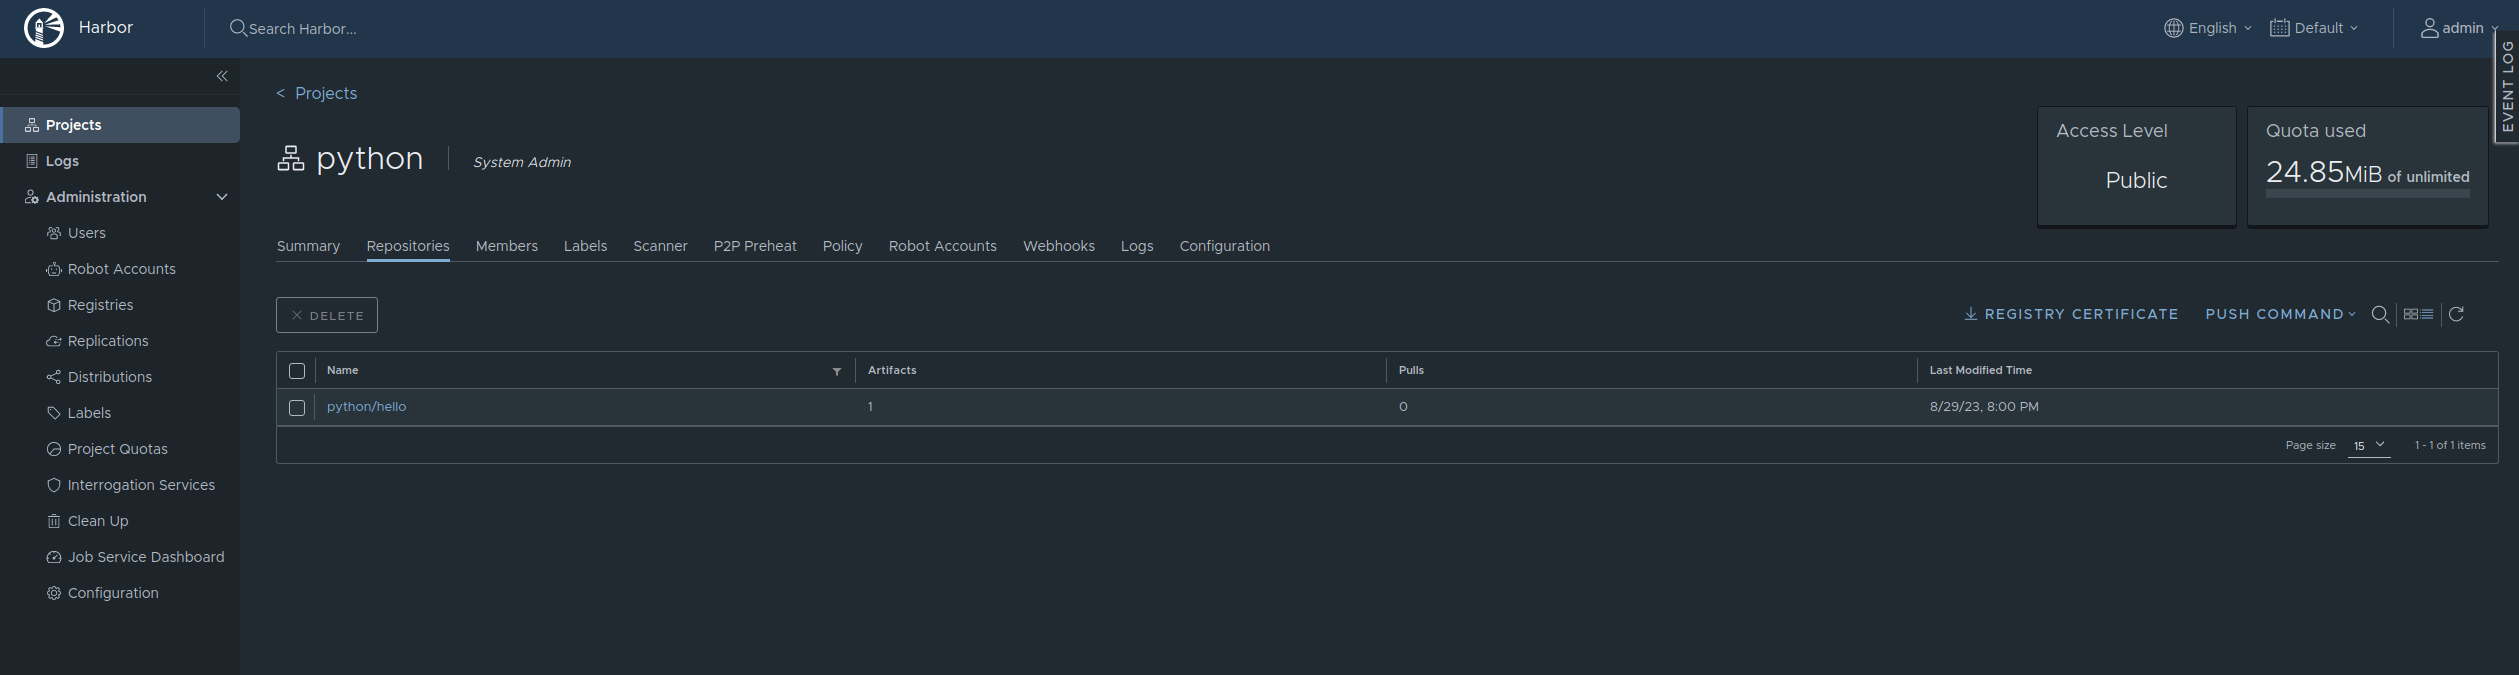 Harbor
Search Harbor...
English
Default
admin
EVENT LOG
Projects
Logs
Administration
Users
Robot Accounts
Registries
Replications
Distributions
Labels
Project Quotas
Interrogation Services
Clean Up
Job Service Dashboard
Configuration
< Projects
python
System Admin
Access Level
Public
Quota used
24.85MiB of unlimited
Summary Repositories Members Labels Scanner P2P Preheat Policy Robot Accounts Webhooks Logs Configuration
DELETE
REGISTRY CERTIFICATE PUSH COMMAND
Name Artifacts Pulls Last Modified Time
python/hello 1 0 8/29/23, 8:00 PM
Page size 15 1 - 1 of 1 items